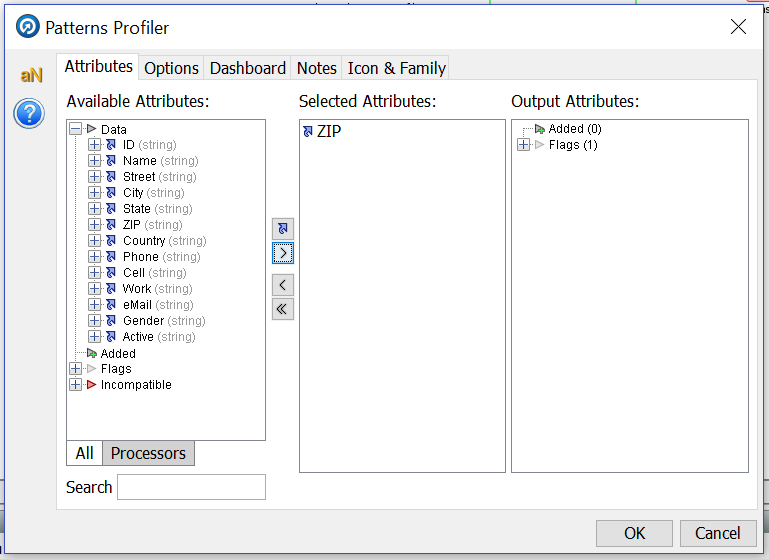 Patterns Profiler
aN
?
Attributes Options Dashboard Notes Icon & Family
Available Attributes: Selected Attributes: Output Attributes:
Data
ID (string)
Name (string)
Street (string)
City (string)
State (string)
ZIP (string)
Country (string)
Phone (string)
Cell (string)
Work (string)
eMail (string)
Gender (string)
Active (string)
Added
Flags
Incompatible
ZIP
Added (0)
Flags (1)
All Processors
Search
OK Cancel